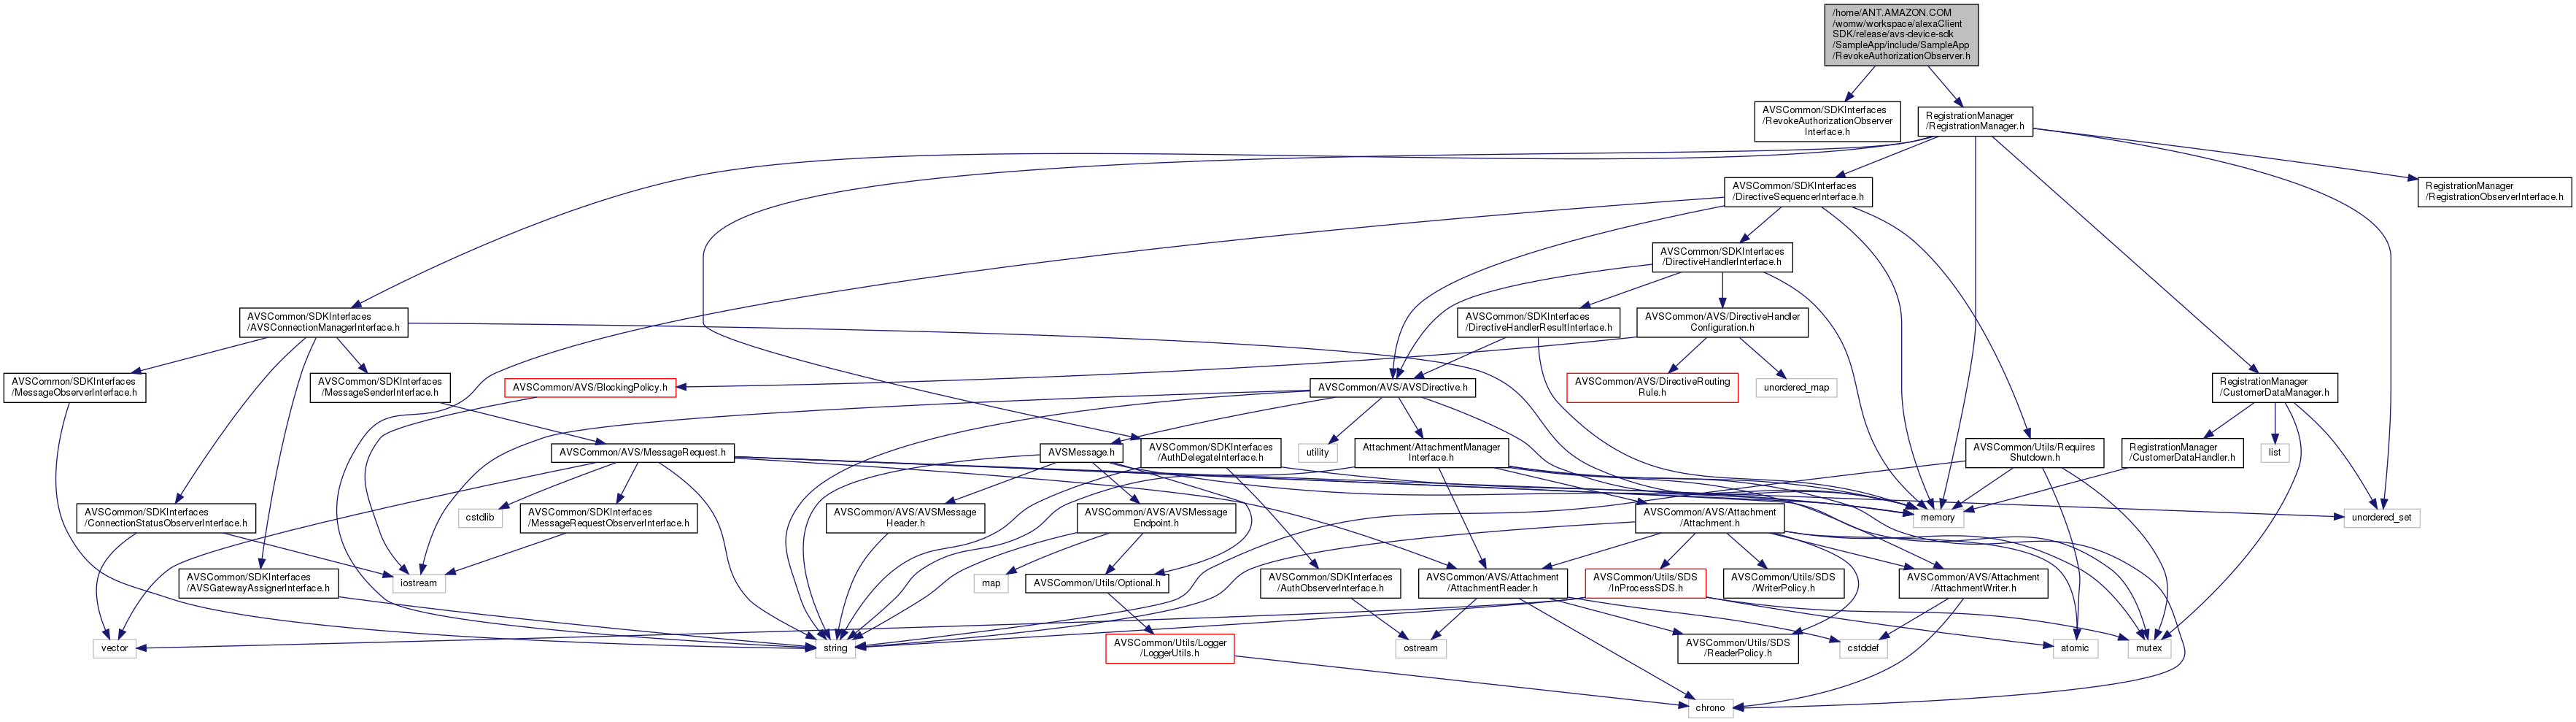 /home/ANT.AMAZON.COM
/womw/workspace/alexaClient
SDK/release/avs-device-sdk
/SampleApp/include/SampleApp
/RevokeAuthorizationObserver.h
AVSCommon/SDKInterfaces
/RevokeAuthorizationObserver
Interface.h
RegistrationManager
/RegistrationManager.h
AVSCommon/SDKInterfaces
/DirectiveSequencerInterface.h
RegistrationManager
/RegistrationObserverInterface.h
AVSCommon/SDKInterfaces
/DirectiveHandlerInterface.h
AVSCommon/SDKInterfaces
/AVSConnectionManagerInterface.h
AVSCommon/SDKInterfaces
/DirectiveHandlerResultInterface.h
AVSCommon/AVS/DirectiveHandler
Configuration.h
AVSCommon/SDKInterfaces
/MessageObserverInterface.h
AVSCommon/SDKInterfaces
/MessageSenderInterface.h
AVSCommon/AVS/BlockingPolicy.h
AVSCommon/AVS/AVSDirective.h
AVSCommon/AVS/DirectiveRouting
Rule.h
unordered_map
RegistrationManager
/CustomerDataManager.h
AVSCommon/AVS/MessageRequest.h
AVSMessage.h
AVSCommon/SDKInterfaces
/AuthDelegateInterface.h
utility
Attachment/AttachmentManager
Interface.h
AVSCommon/Utils/Requires
Shutdown.h
RegistrationManager
/CustomerDataHandler.h
list
AVSCommon/SDKInterfaces
/ConnectionStatusObserverInterface.h
cstdlib
AVSCommon/SDKInterfaces
/MessageRequestObserverInterface.h
AVSCommon/AVS/AVSMessage
Header.h
AVSCommon/AVS/AVSMessage
Endpoint.h
AVSCommon/AVS/Attachment
/Attachment.h
memory
unordered_set
AVSCommon/SDKInterfaces
/AVSGatewayAssignerInterface.h
iostream
map
AVSCommon/Utils/Optional.h
AVSCommon/SDKInterfaces
/AuthObserverInterface.h
AVSCommon/AVS/Attachment
/AttachmentReader.h
AVSCommon/Utils/SDS
/InProcessSDS.h
AVSCommon/Utils/SDS
/WriterPolicy.h
AVSCommon/AVS/Attachment
/AttachmentWriter.h
vector
string
AVSCommon/Utils/Logger
/LoggerUtils.h
ostream
AVSCommon/Utils/SDS
/ReaderPolicy.h
cstddef
atomic
mutex
chrono